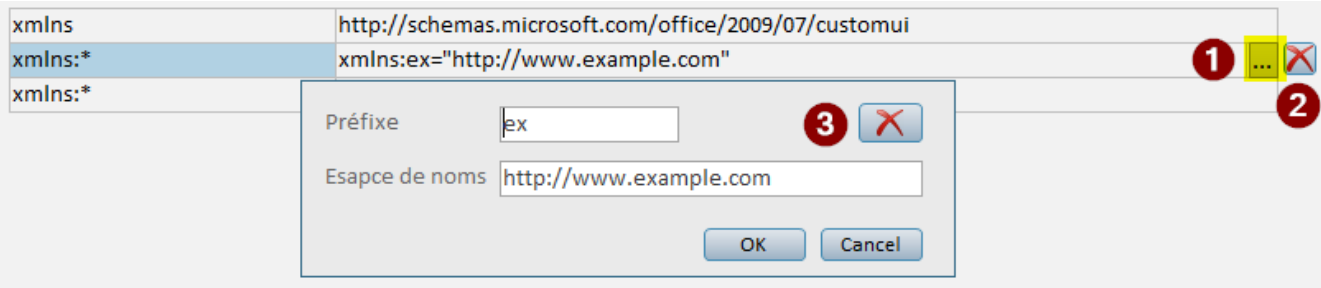 xmlns http://schemas.microsoft.com/office/2009/07/customui
xmlns:* xmlns:ex="http://www.example.com" 1 ...
xmlns:* 2
Préfixe ex 3
Esapce de noms http://www.example.com
OK Cancel